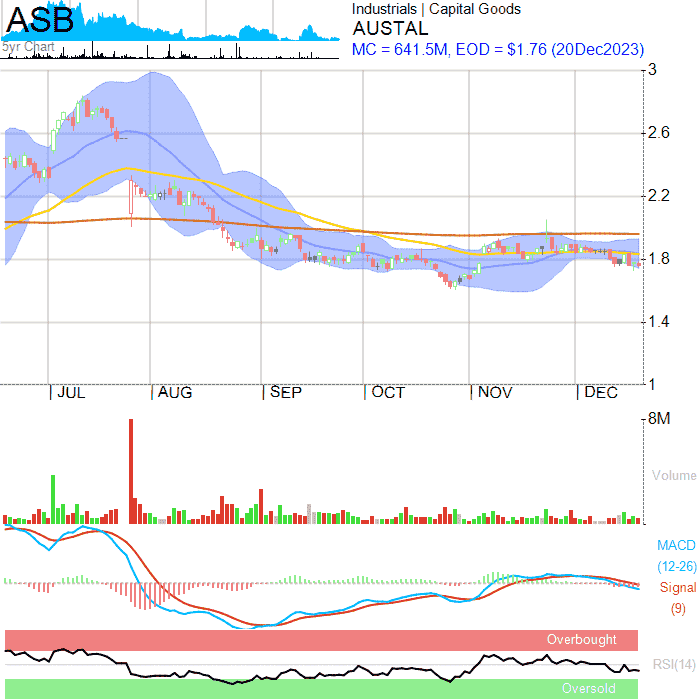 ASB
5yr Chart
Industrials | Capital Goods
AUSTAL
MC = 641.5M, EOD = $1.76 (20Dec2023)
3
2.6
2.2
1.8
1.4
1
JUL
AUG
SEP
OCT
NOV
DEC
8M
Volume
MACD
(12-26)
Signal
(9)
Overbought
RSI(14)
Oversold